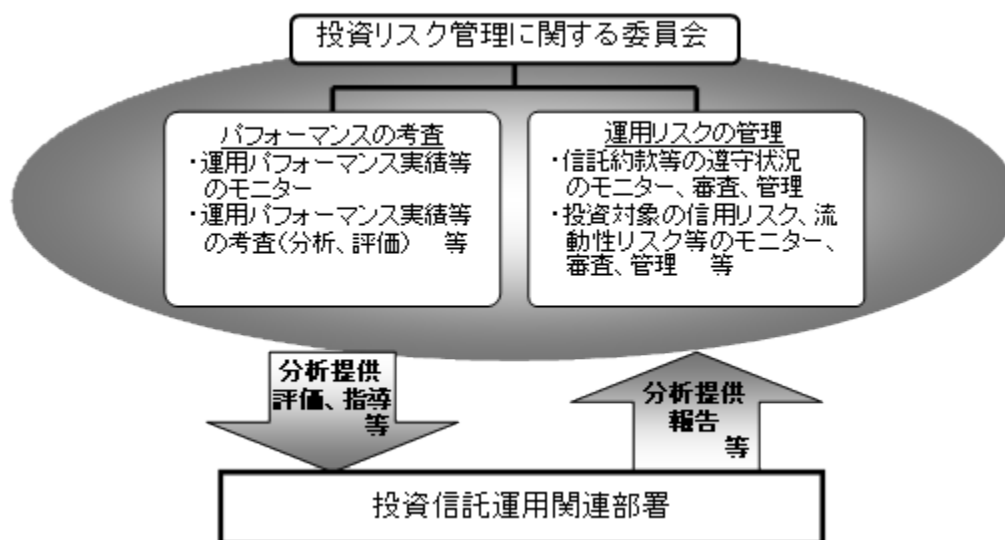 投資リスク管理に関する委員会
パフォーマンスの考査
・運用パフォーマンス実績等
のモニター
・運用パフォーマンス実績等
の考査(分析、評価) 等
運用リスクの管理
・信託約款等の遵守状況
のモニター、審査、管理
・投資対象の信用リスク、流
動性リスク等のモニター、
審査、管理 等
分析提供
評価、指導
等
分析提供
報告
等
投資信託運用関連部署